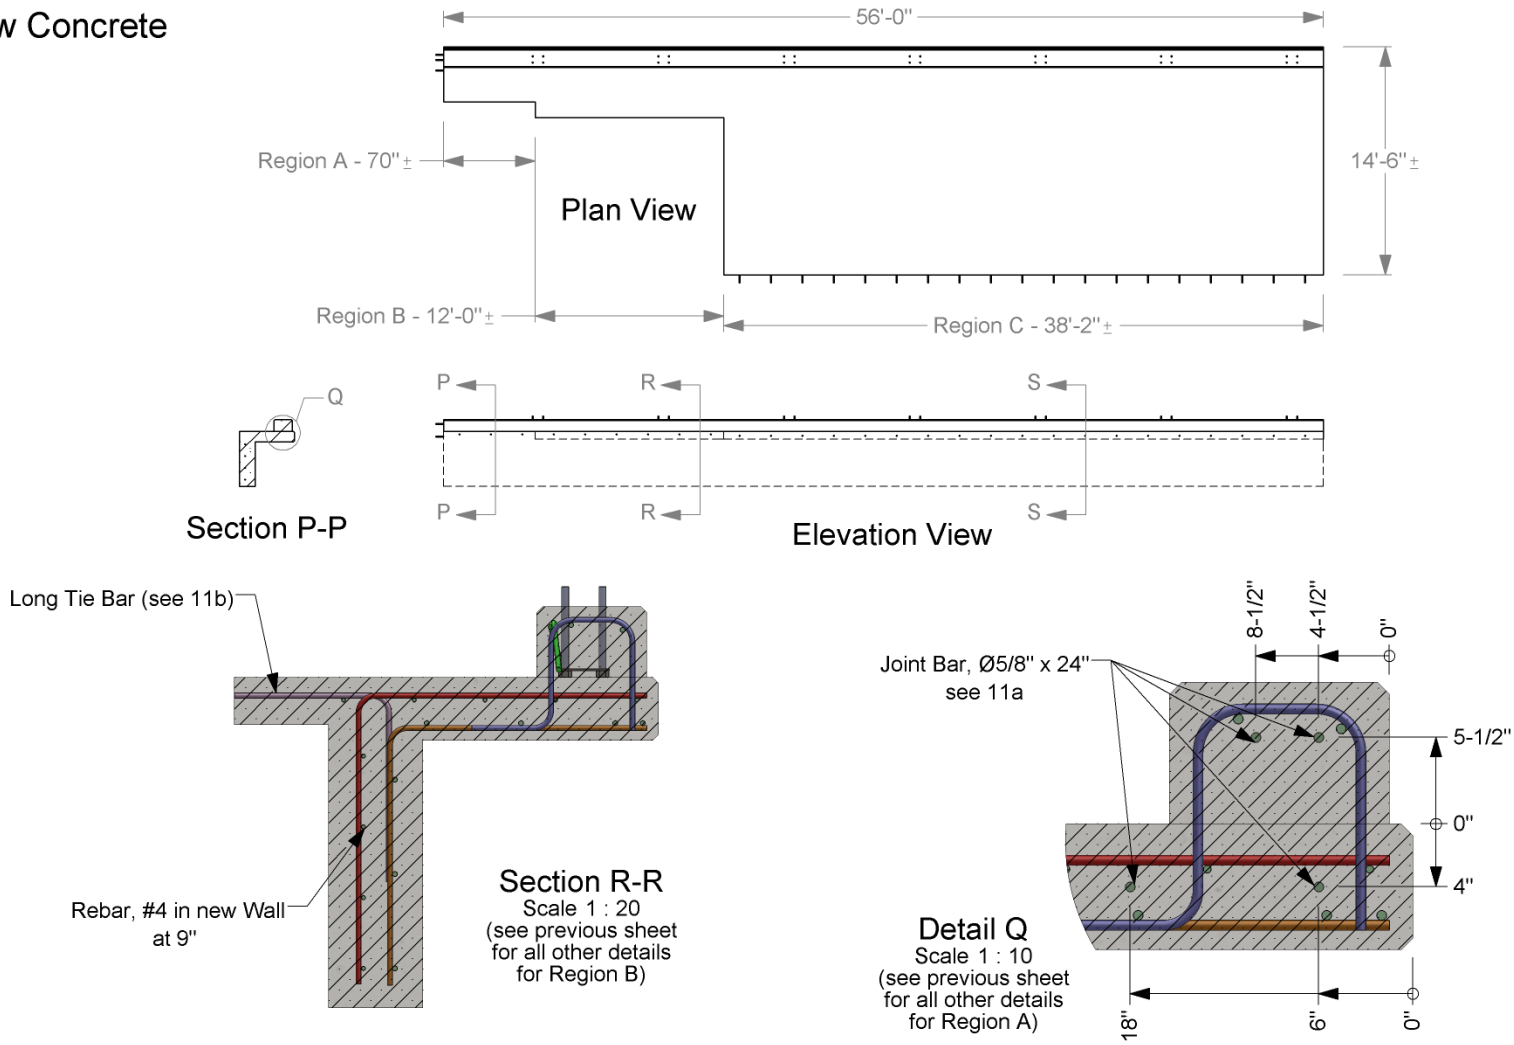 w Concrete
56'-0"
Region A - 70"±
14'-6"±
Plan View
Region B - 12'-0"±
Region C - 38'-2"±
P
R
S
Q
P
R
S
Section P-P
Elevation View
Long Tie Bar (see 11b)
Rebar, #4 in new Wall
at 9"
Section R-R
Scale 1 : 20
(see previous sheet
for all other details
for Region B)
8-1/2"
4-1/2"
0"
Joint Bar, Ø5/8" x 24"
see 11a
5-1/2"
0"
4"
Detail Q
Scale 1 : 10
(see previous sheet
for all other details
for Region A)
18"
6"
0"